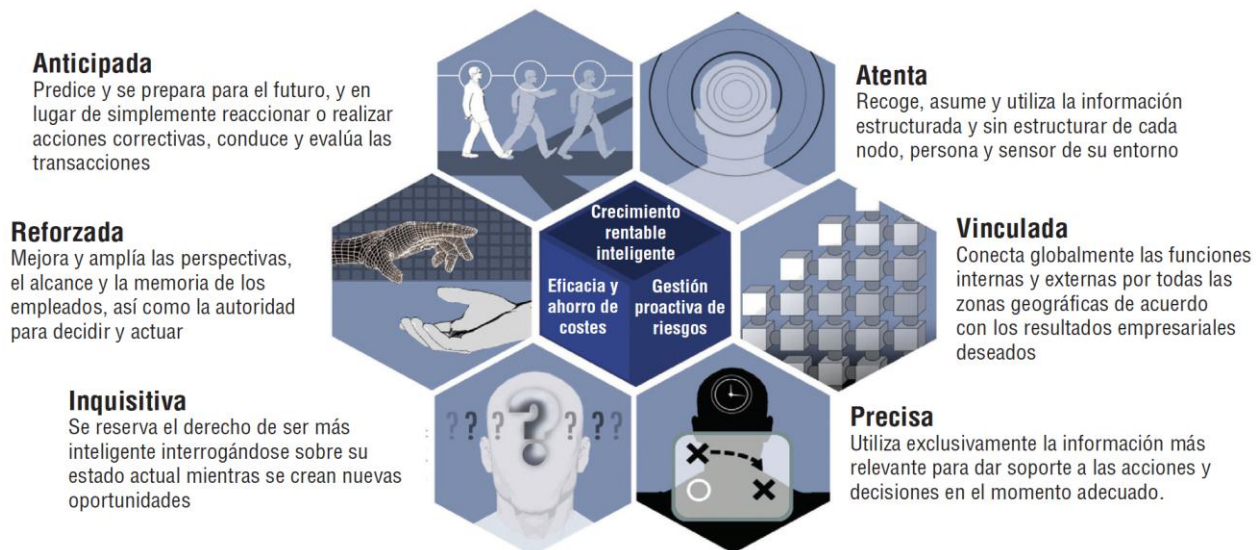 Anticipada
Predice y se prepara para el futuro, y en
lugar de simplemente reaccionar o realizar
acciones correctivas, conduce y evalúa las
transacciones
Atenta
Recoge, asume y utiliza la información
estructurada y sin estructurar de cada
nodo, persona y sensor de su entorno
Reforzada
Mejora y amplía las perspectivas,
el alcance y la memoria de los
empleados, así como la autoridad
para decidir y actuar
Crecimiento
rentable
inteligente
Eficacia y
ahorro de
costes
Gestión
proactiva de
riesgos
Vinculada
Conecta globalmente las funciones
internas y externas por todas las
zonas geográficas de acuerdo
con los resultados empresariales
deseados
Inquisitiva
Se reserva el derecho de ser más
inteligente interrogándose sobre su
estado actual mientras se crean nuevas
oportunidades
? ? ? ? ? ? ?
Precisa
Utiliza exclusivamente la información más
relevante para dar soporte a las acciones y
decisiones en el momento adecuado.